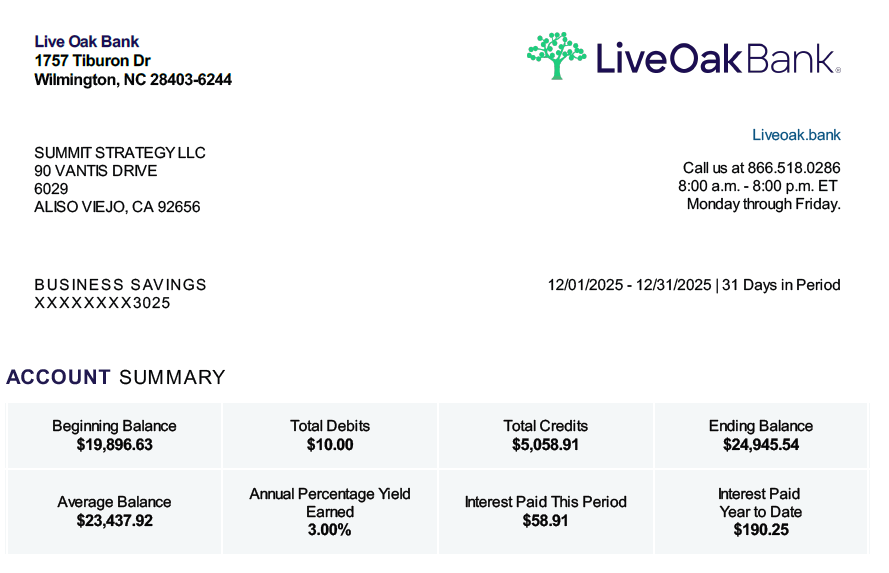 Live Oak Bank
1757 Tiburon Dr
Wilmington, NC 28403-6244
LiveOakBank®
Liveoak.bank
Call us at 866.518.0286
8:00 a.m. - 8:00 p.m. ET
Monday through Friday.
SUMMIT STRATEGY LLC
90 VANTIS DRIVE
6029
ALISO VIEJO, CA 92656
BUSINESS SAVINGS
XXXXXXXX3025
12/01/2025 - 12/31/2025 | 31 Days in Period
ACCOUNT SUMMARY
Beginning Balance
$19,896.63
Total Debits
$10.00
Total Credits
$5,058.91
Ending Balance
$24,945.54
Average Balance
$23,437.92
Annual Percentage Yield
Earned
3.00%
Interest Paid This Period
$58.91
Interest Paid
Year to Date
$190.25